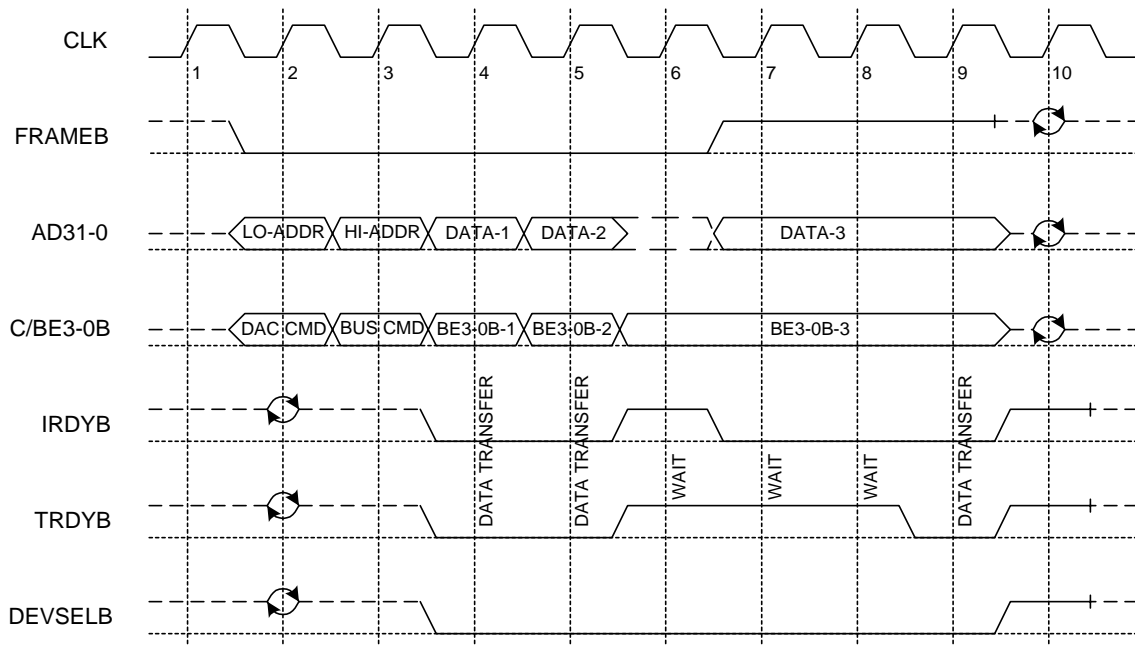 CLK
1 2 3 4 5 6 7 8 9 10
FRAMEB
AD31-0
LO-ADDR HI-ADDR DATA-1 DATA-2 DATA-3
C/BE3-0B
DAC CMD BUS CMD BE3-0B-1 BE3-0B-2 BE3-0B-3
IRDYB
DATA TRANSFER
DATA TRANSFER
WAIT
WAIT
WAIT
DATA TRANSFER
TRDYB
DEVSELB